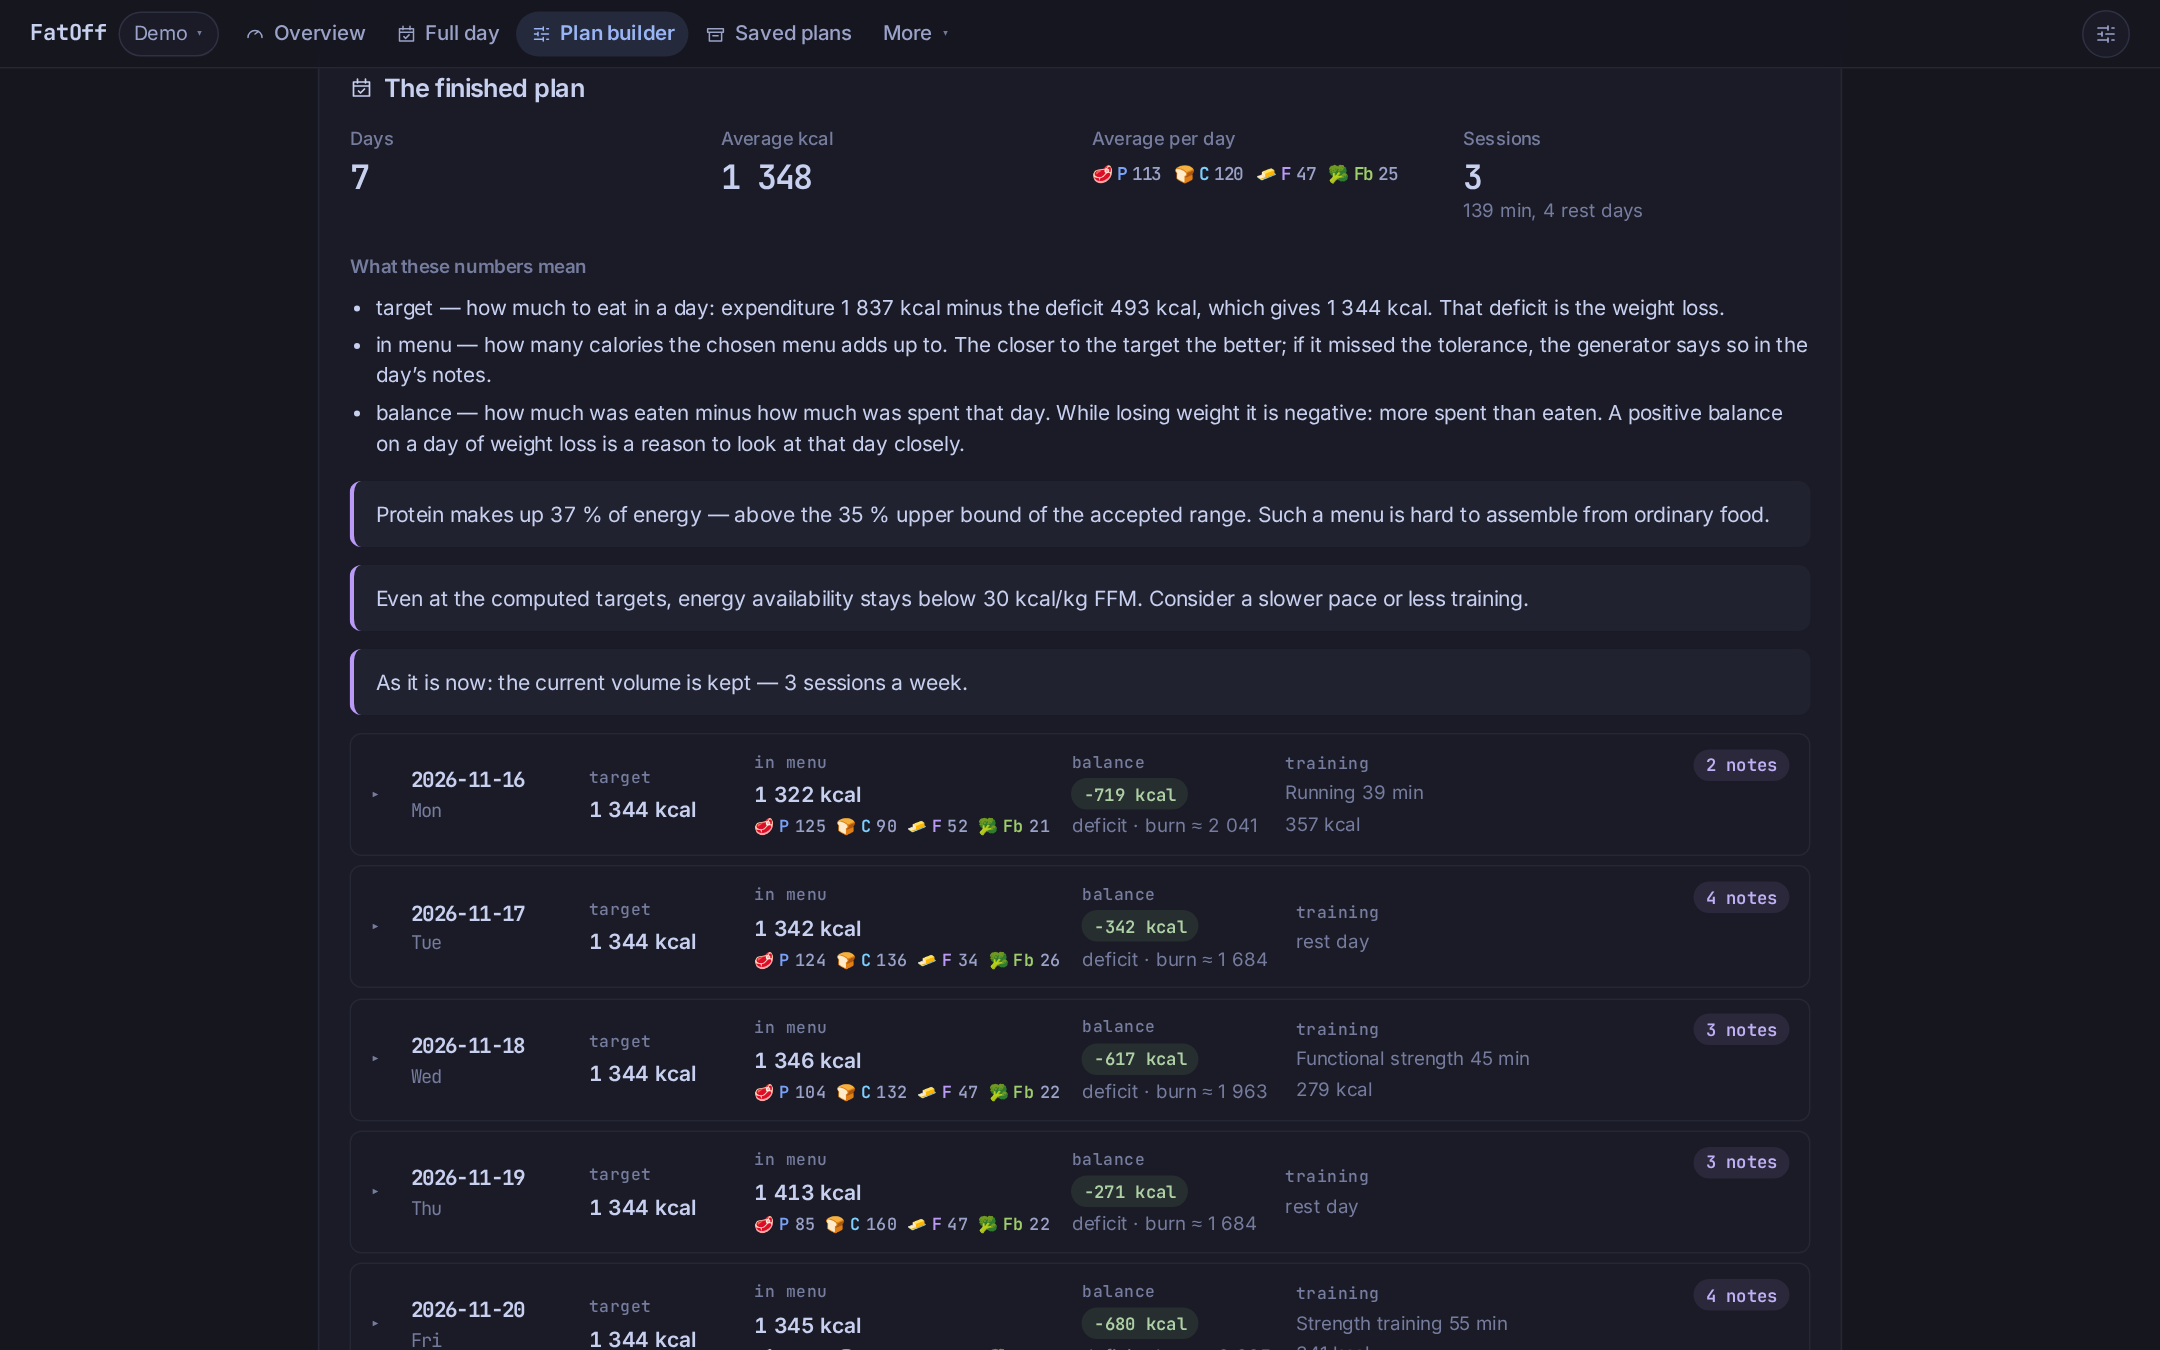 FatOff Demo Overview Full day Plan builder Saved plans More
The finished plan
Days Average kcal Average per day Sessions
7 1 348 P 113 C 120 F 47 Fb 25 3
139 min, 4 rest days
What these numbers mean
• target — how much to eat in a day: expenditure 1 837 kcal minus the deficit 493 kcal, which gives 1 344 kcal. That deficit is the weight loss.
• in menu — how many calories the chosen menu adds up to. The closer to the target the better; if it missed the tolerance, the generator says so in the
day’s notes.
• balance — how much was eaten minus how much was spent that day. While losing weight it is negative: more spent than eaten. A positive balance
on a day of weight loss is a reason to look at that day closely.
Protein makes up 37 % of energy — above the 35 % upper bound of the accepted range. Such a menu is hard to assemble from ordinary food.
Even at the computed targets, energy availability stays below 30 kcal/kg FFM. Consider a slower pace or less training.
As it is now: the current volume is kept — 3 sessions a week.
2026-11-16
Mon
target
1 344 kcal
in menu
1 322 kcal
P 125 C 90 F 52 Fb 21
balance
-719 kcal
deficit · burn ≈ 2 041
training
Running 39 min
357 kcal
2 notes
2026-11-17
Tue
target
1 344 kcal
in menu
1 342 kcal
P 124 C 136 F 34 Fb 26
balance
-342 kcal
deficit · burn ≈ 1 684
training
rest day
4 notes
2026-11-18
Wed
target
1 344 kcal
in menu
1 346 kcal
P 104 C 132 F 47 Fb 22
balance
-617 kcal
deficit · burn ≈ 1 963
training
Functional strength 45 min
279 kcal
3 notes
2026-11-19
Thu
target
1 344 kcal
in menu
1 413 kcal
P 85 C 160 F 47 Fb 22
balance
-271 kcal
deficit · burn ≈ 1 684
training
rest day
3 notes
2026-11-20
Fri
target
1 344 kcal
in menu
1 345 kcal
balance
-680 kcal
training
Strength training 55 min
4 notes